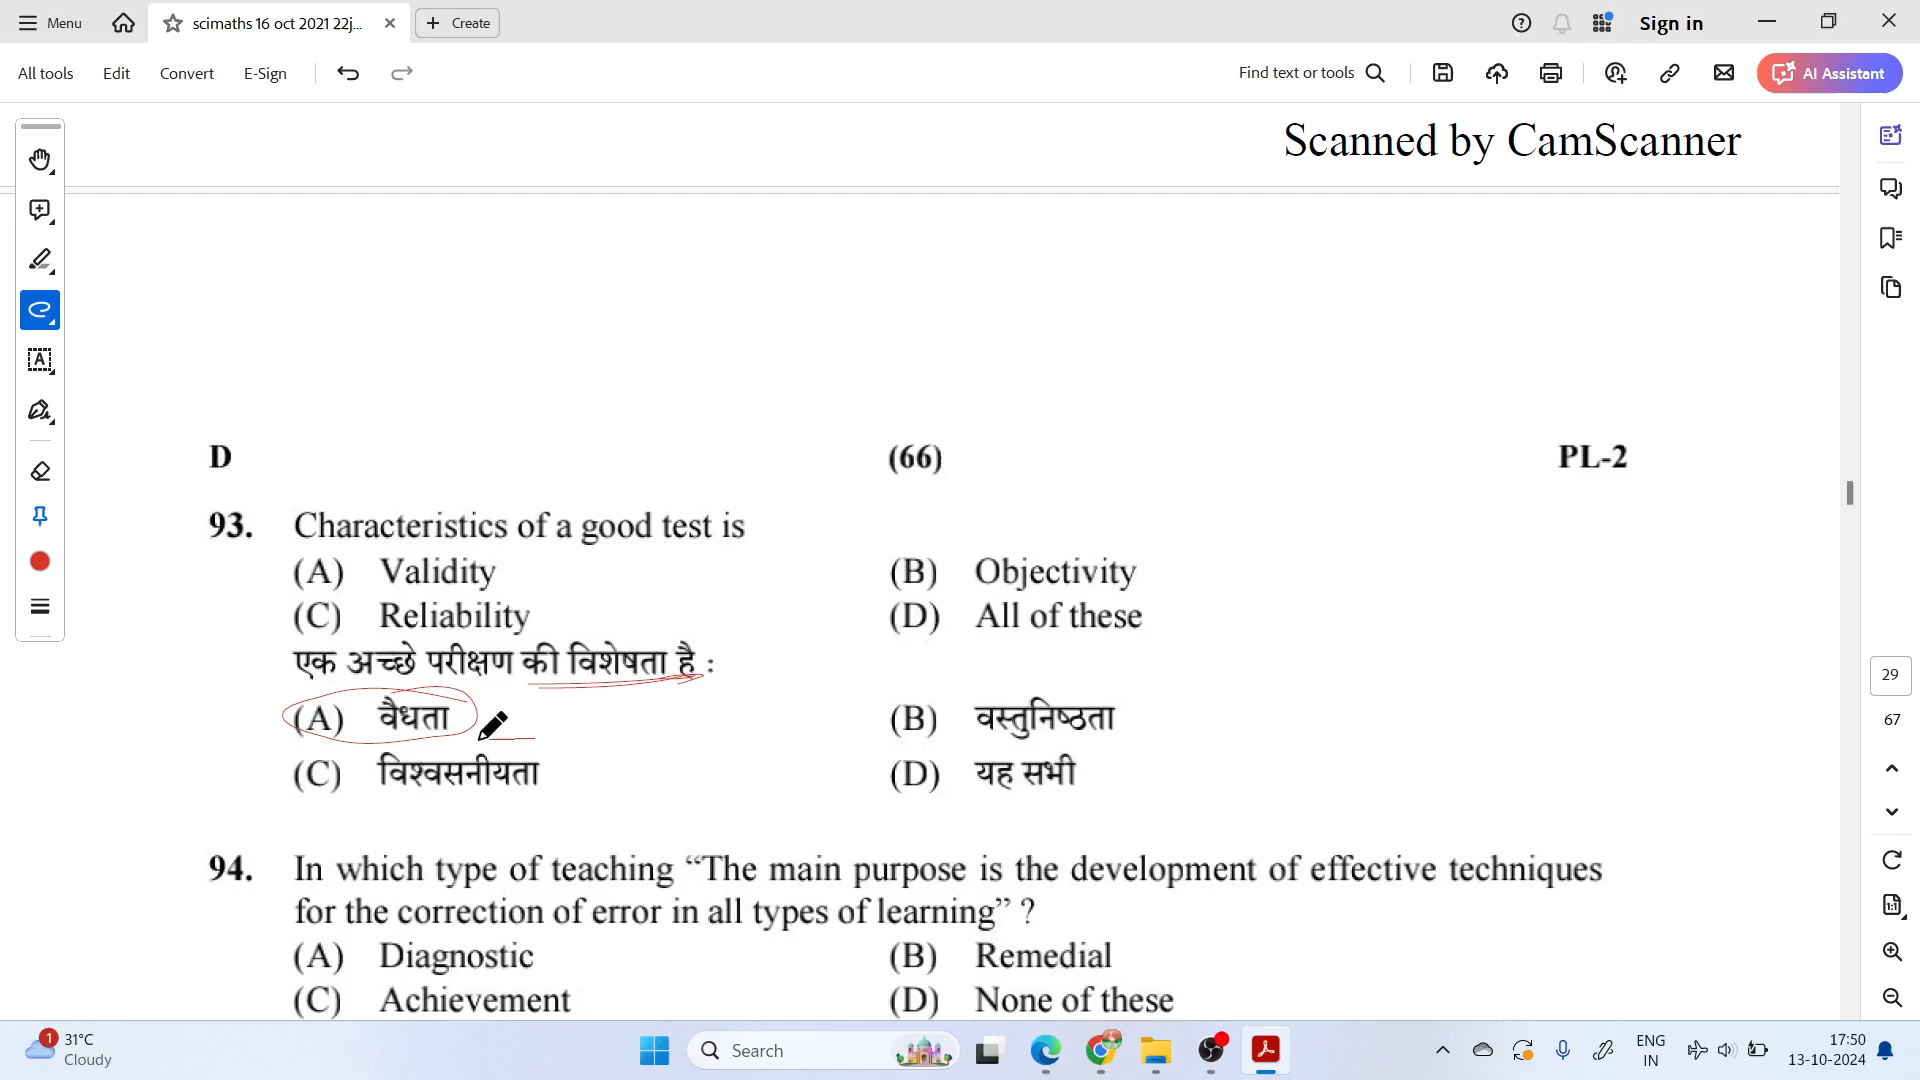 Menu
scimaths 16 oct 2021 22j...
Create
Sign in
All tools
Edit
Convert
E-Sign
Find text or tools
AI Assistant
Scanned by CamScanner
D (66) PL-2
93. Characteristics of a good test is
(A) Validity (B) Objectivity
(C) Reliability (D) All of these
एक अच्छे परीक्षण की विशेषता है :
(A) वैधता (B) वस्तुनिष्ठता
(C) विश्वसनीयता (D) यह सभी
94. In which type of teaching “The main purpose is the development of effective techniques
for the correction of error in all types of learning” ?
(A) Diagnostic (B) Remedial
(C) Achievement (D) None of these
29
67
1
31°C
Cloudy
Search
ENG
IN
17:50
13-10-2024